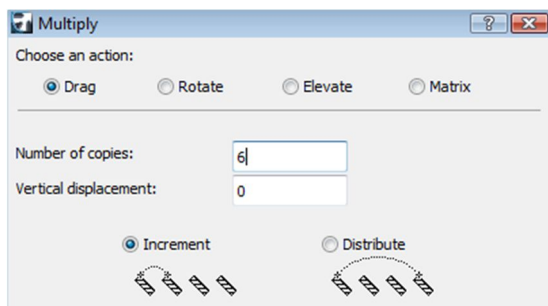 Multiply
Choose an action:
Drag Rotate Elevate Matrix
Number of copies: 6
Vertical displacement: 0
Increment Distribute